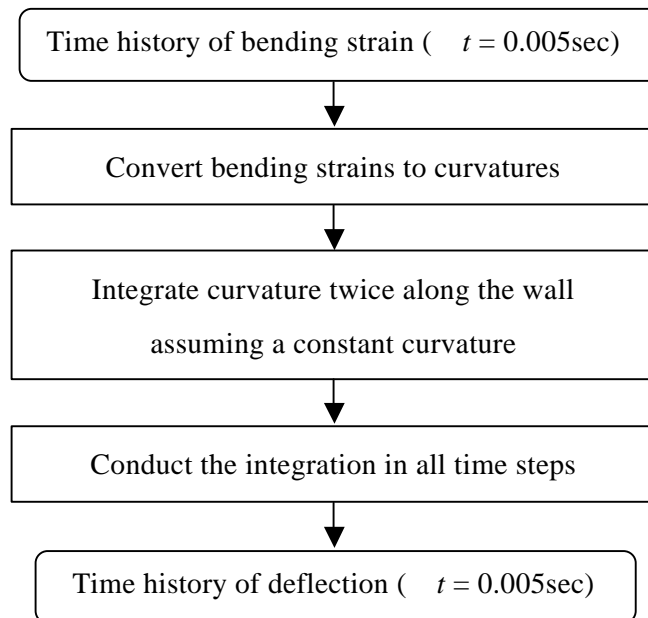 Time history of bending strain ( t = 0.005sec)
Convert bending strains to curvatures
Integrate curvature twice along the wall
assuming a constant curvature
Conduct the integration in all time steps
Time history of deflection ( t = 0.005sec)